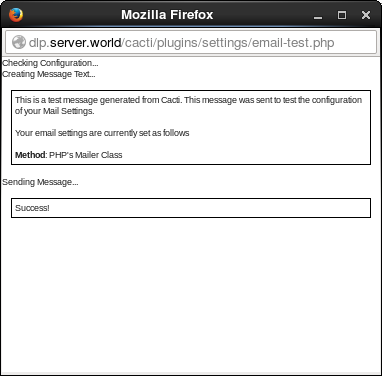 Mozilla Firefox
dlp.server.world/cacti/plugins/settings/email-test.php
Checking Configuration...
Creating Message Text...
This is a test message generated from Cacti. This message was sent to test the configuration
of your Mail Settings.
Your email settings are currently set as follows
Method: PHP's Mailer Class
Sending Message...
Success!